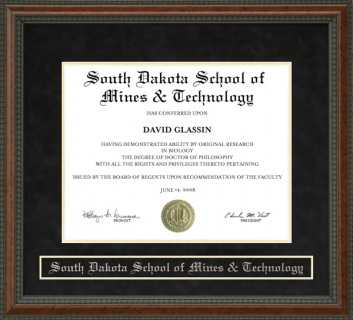 South Dakota School of
Mines & Technology
HAS CONFERRED UPON
DAVID GLASSIN
HAVING DEMONSTRATED ABILITY BY ORIGINAL RESEARCH
IN BIOLOGY
THE DEGREE OF DOCTOR OF PHILOSOPHY
WITH ALL THE RIGHTS AND PRIVILEGES THERETO PERTAINING
ISSUED BY THE BOARD OF REGENTS UPON RECOMMENDATION OF THE FACULTY
JUNE 14, 2008
PROVOST
PRESIDENT
South Dakota School of Mines & Technology